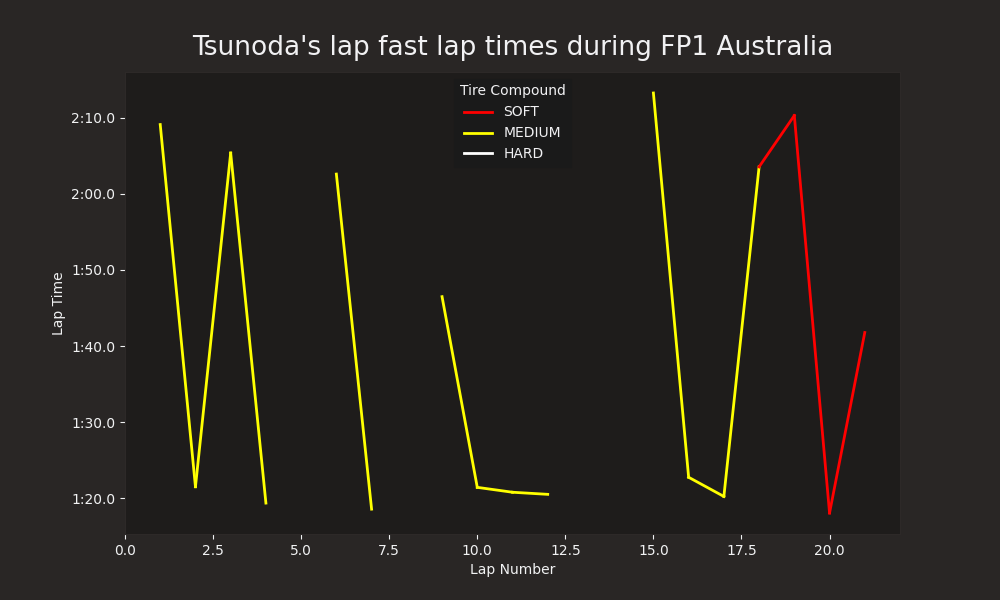 Tsunoda's lap fast lap times during FP1 Australia
Tire Compound
SOFT
MEDIUM
HARD
2:10.0
2:00.0
1:50.0
1:40.0
1:30.0
1:20.0
Lap Time
0.0 2.5 5.0 7.5 10.0 12.5 15.0 17.5 20.0
Lap Number